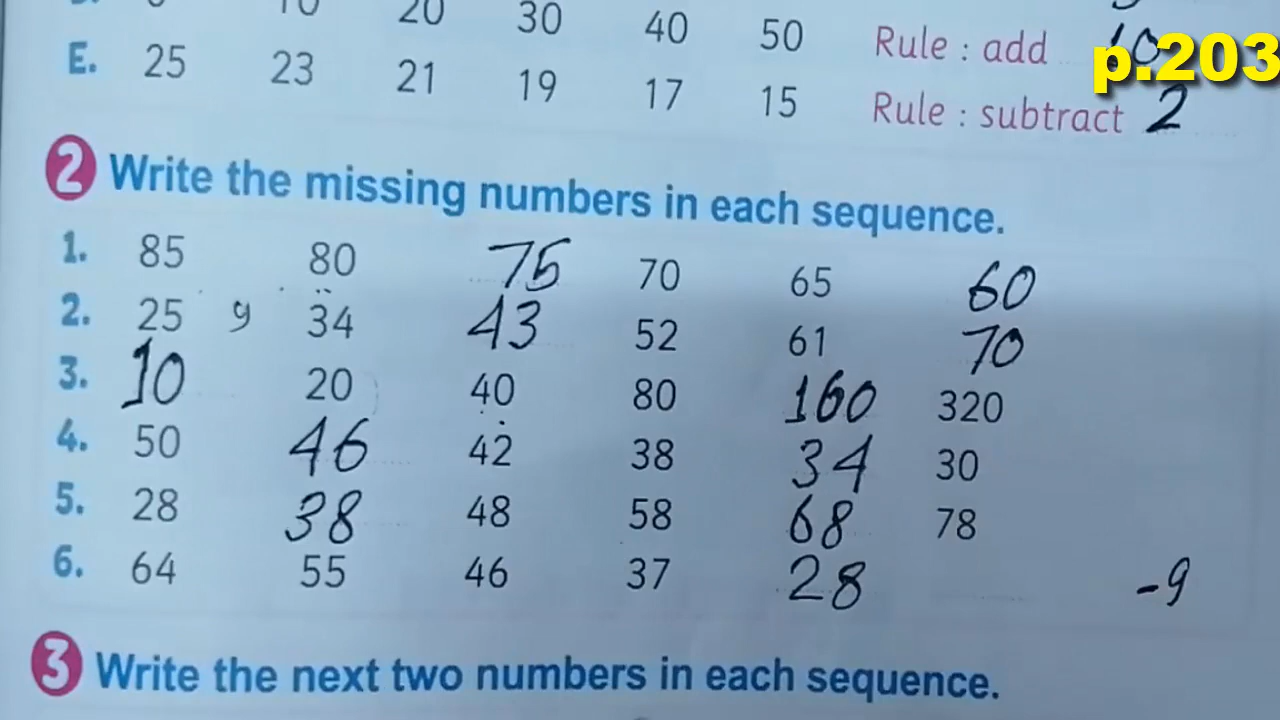 10 20 30 40 50 Rule : add 10
p.203
E. 25 23 21 19 17 15 Rule : subtract 2
2 Write the missing numbers in each sequence.
1. 85 80 75 70 65 60
2. 25 9 34 43 52 61 70
3. 10 20 40 80 160 320
4. 50 46 42 38 34 30
5. 28 38 48 58 68 78
6. 64 55 46 37 28 -9
3 Write the next two numbers in each sequence.